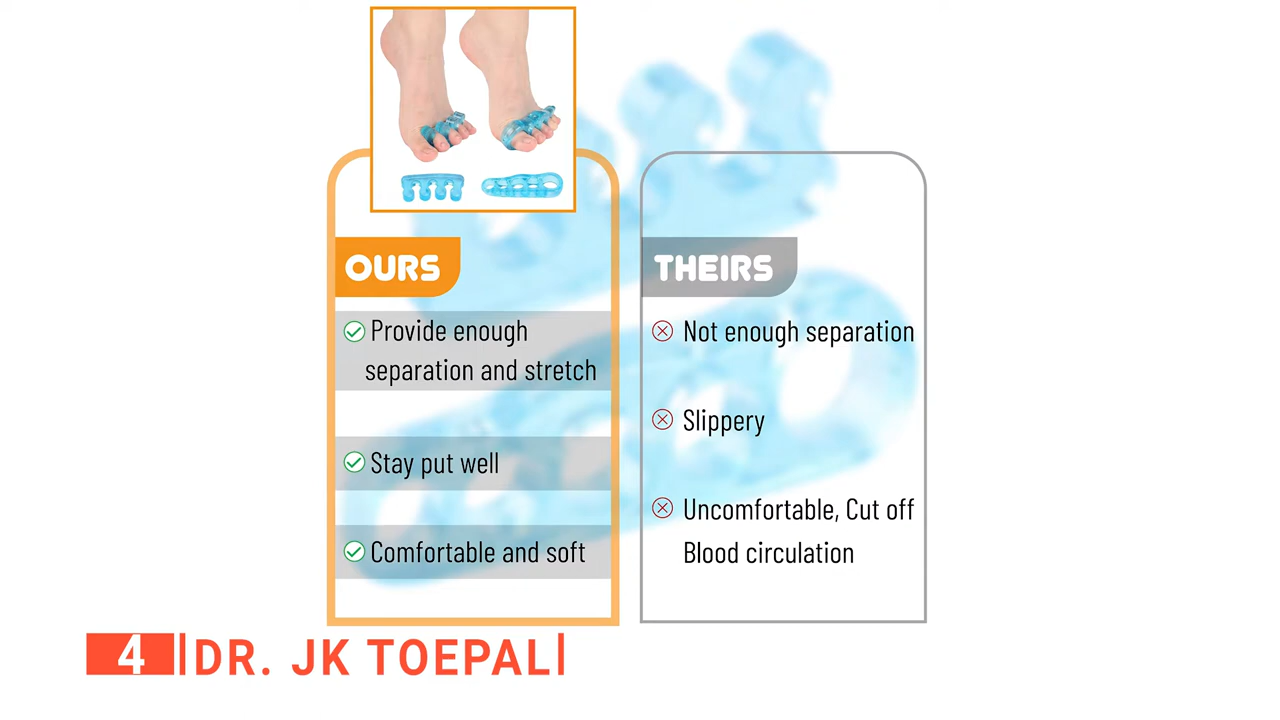 OURS
Provide enough
separation and stretch
Stay put well
Comfortable and soft
THEIRS
Not enough separation
Slippery
Uncomfortable, Cut off
Blood circulation
4
DR. JK TOEPAL